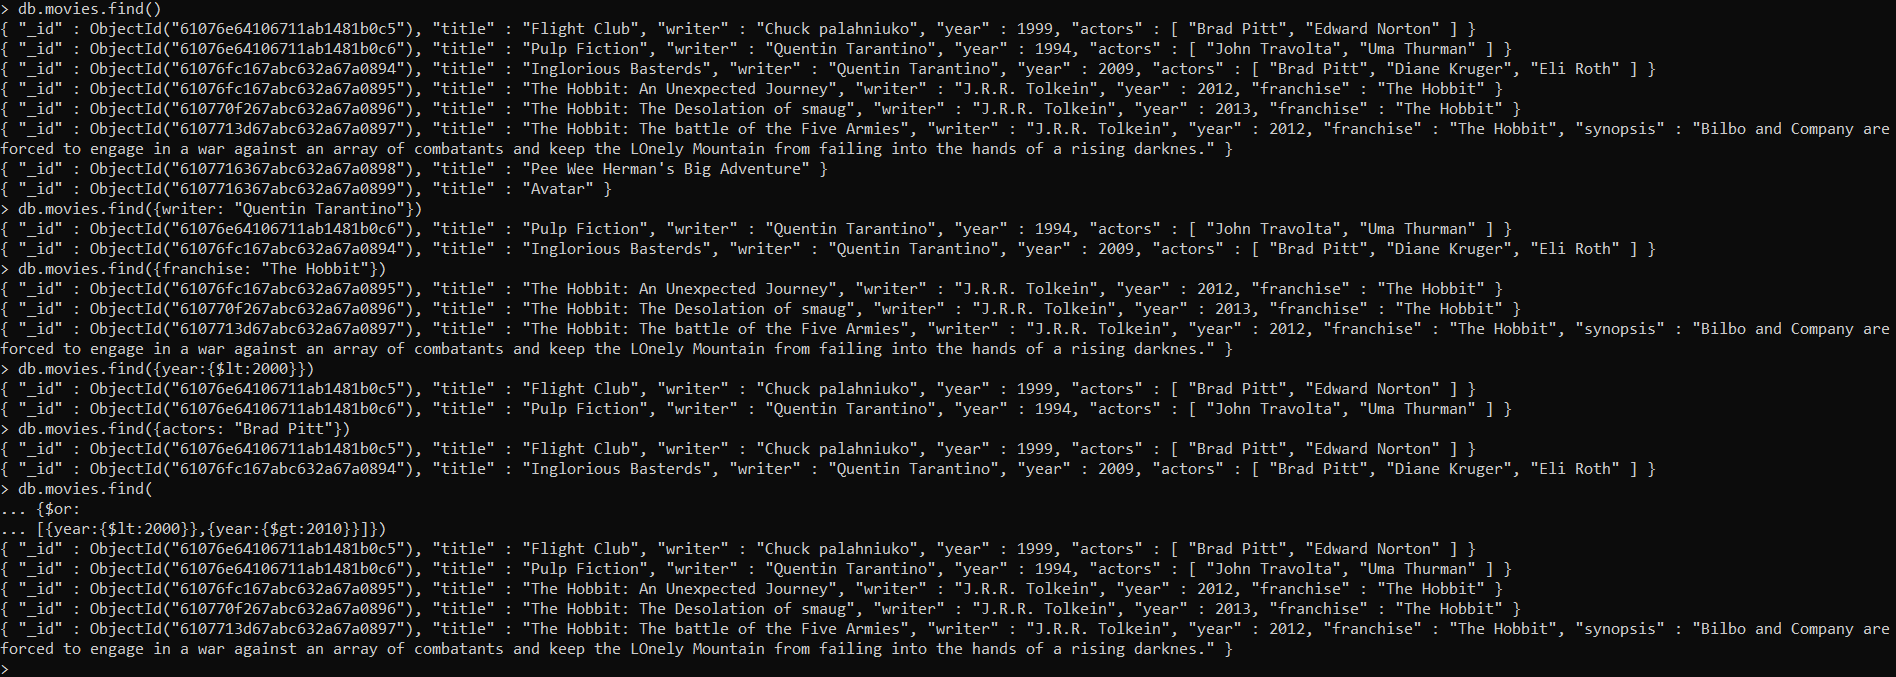 > db.movies.find()
{ "_id" : ObjectId("61076e64106711ab1481b0c5"), "title" : "Flight Club", "writer" : "Chuck palahniuko", "year" : 1999, "actors" : [ "Brad Pitt", "Edward Norton" ] }
{ "_id" : ObjectId("61076e64106711ab1481b0c6"), "title" : "Pulp Fiction", "writer" : "Quentin Tarantino", "year" : 1994, "actors" : [ "John Travolta", "Uma Thurman" ] }
{ "_id" : ObjectId("61076fc167abc632a67a0894"), "title" : "Inglorious Basterds", "writer" : "Quentin Tarantino", "year" : 2009, "actors" : [ "Brad Pitt", "Diane Kruger", "Eli Roth" ] }
{ "_id" : ObjectId("61076fc167abc632a67a0895"), "title" : "The Hobbit: An Unexpected Journey", "writer" : "J.R.R. Tolkein", "year" : 2012, "franchise" : "The Hobbit" }
{ "_id" : ObjectId("610770f267abc632a67a0896"), "title" : "The Hobbit: The Desolation of smaug", "writer" : "J.R.R. Tolkein", "year" : 2013, "franchise" : "The Hobbit" }
{ "_id" : ObjectId("6107713d67abc632a67a0897"), "title" : "The Hobbit: The battle of the Five Armies", "writer" : "J.R.R. Tolkein", "year" : 2012, "franchise" : "The Hobbit", "synopsis" : "Bilbo and Company are
forced to engage in a war against an array of combatants and keep the LOnely Mountain from failing into the hands of a rising darknes." }
{ "_id" : ObjectId("6107716367abc632a67a0898"), "title" : "Pee Wee Herman's Big Adventure" }
{ "_id" : ObjectId("6107716367abc632a67a0899"), "title" : "Avatar" }
> db.movies.find({writer: "Quentin Tarantino"})
{ "_id" : ObjectId("61076e64106711ab1481b0c6"), "title" : "Pulp Fiction", "writer" : "Quentin Tarantino", "year" : 1994, "actors" : [ "John Travolta", "Uma Thurman" ] }
{ "_id" : ObjectId("61076fc167abc632a67a0894"), "title" : "Inglorious Basterds", "writer" : "Quentin Tarantino", "year" : 2009, "actors" : [ "Brad Pitt", "Diane Kruger", "Eli Roth" ] }
> db.movies.find({franchise: "The Hobbit"})
{ "_id" : ObjectId("61076fc167abc632a67a0895"), "title" : "The Hobbit: An Unexpected Journey", "writer" : "J.R.R. Tolkein", "year" : 2012, "franchise" : "The Hobbit" }
{ "_id" : ObjectId("610770f267abc632a67a0896"), "title" : "The Hobbit: The Desolation of smaug", "writer" : "J.R.R. Tolkein", "year" : 2013, "franchise" : "The Hobbit" }
{ "_id" : ObjectId("6107713d67abc632a67a0897"), "title" : "The Hobbit: The battle of the Five Armies", "writer" : "J.R.R. Tolkein", "year" : 2012, "franchise" : "The Hobbit", "synopsis" : "Bilbo and Company are
forced to engage in a war against an array of combatants and keep the LOnely Mountain from failing into the hands of a rising darknes." }
> db.movies.find({year:{$lt:2000}})
{ "_id" : ObjectId("61076e64106711ab1481b0c5"), "title" : "Flight Club", "writer" : "Chuck palahniuko", "year" : 1999, "actors" : [ "Brad Pitt", "Edward Norton" ] }
{ "_id" : ObjectId("61076e64106711ab1481b0c6"), "title" : "Pulp Fiction", "writer" : "Quentin Tarantino", "year" : 1994, "actors" : [ "John Travolta", "Uma Thurman" ] }
> db.movies.find({actors: "Brad Pitt"})
{ "_id" : ObjectId("61076e64106711ab1481b0c5"), "title" : "Flight Club", "writer" : "Chuck palahniuko", "year" : 1999, "actors" : [ "Brad Pitt", "Edward Norton" ] }
{ "_id" : ObjectId("61076fc167abc632a67a0894"), "title" : "Inglorious Basterds", "writer" : "Quentin Tarantino", "year" : 2009, "actors" : [ "Brad Pitt", "Diane Kruger", "Eli Roth" ] }
> db.movies.find(
... {$or:
... [{year:{$lt:2000}},{year:{$gt:2010}}]})
{ "_id" : ObjectId("61076e64106711ab1481b0c5"), "title" : "Flight Club", "writer" : "Chuck palahniuko", "year" : 1999, "actors" : [ "Brad Pitt", "Edward Norton" ] }
{ "_id" : ObjectId("61076e64106711ab1481b0c6"), "title" : "Pulp Fiction", "writer" : "Quentin Tarantino", "year" : 1994, "actors" : [ "John Travolta", "Uma Thurman" ] }
{ "_id" : ObjectId("61076fc167abc632a67a0895"), "title" : "The Hobbit: An Unexpected Journey", "writer" : "J.R.R. Tolkein", "year" : 2012, "franchise" : "The Hobbit" }
{ "_id" : ObjectId("610770f267abc632a67a0896"), "title" : "The Hobbit: The Desolation of smaug", "writer" : "J.R.R. Tolkein", "year" : 2013, "franchise" : "The Hobbit" }
{ "_id" : ObjectId("6107713d67abc632a67a0897"), "title" : "The Hobbit: The battle of the Five Armies", "writer" : "J.R.R. Tolkein", "year" : 2012, "franchise" : "The Hobbit", "synopsis" : "Bilbo and Company are
forced to engage in a war against an array of combatants and keep the LOnely Mountain from failing into the hands of a rising darknes." }
>